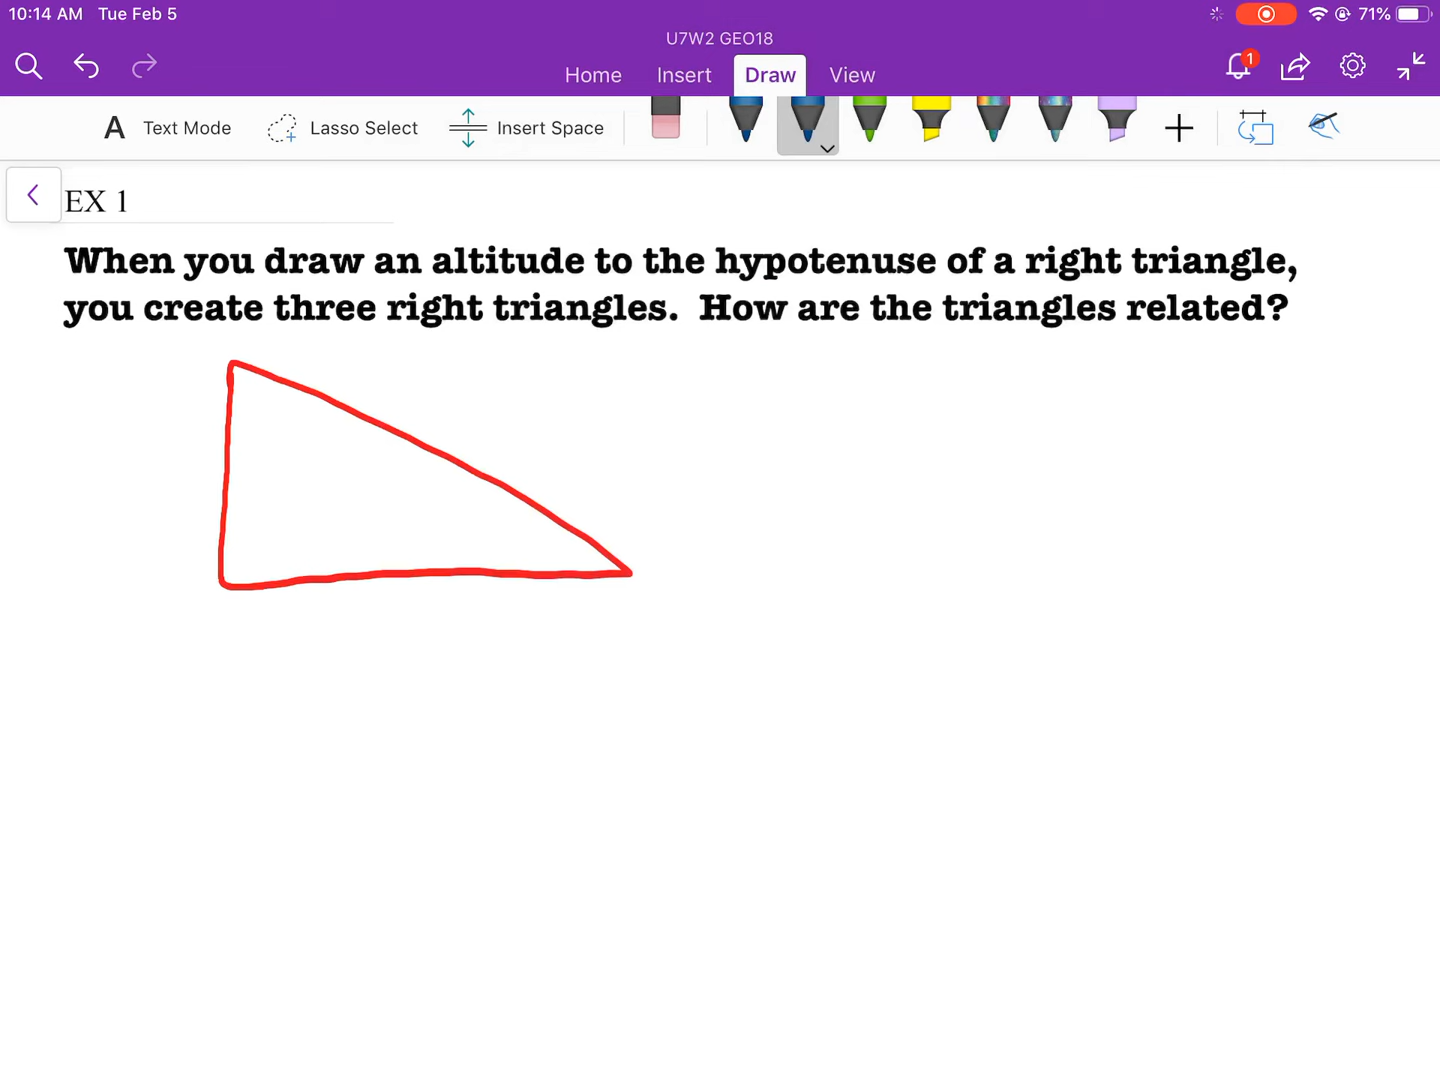 10:14 AM Tue Feb 5
71%
U7W2 GEO18
Home Insert Draw View
1
A Text Mode Lasso Select Insert Space
EX 1
When you draw an altitude to the hypotenuse of a right triangle,
you create three right triangles. How are the triangles related?